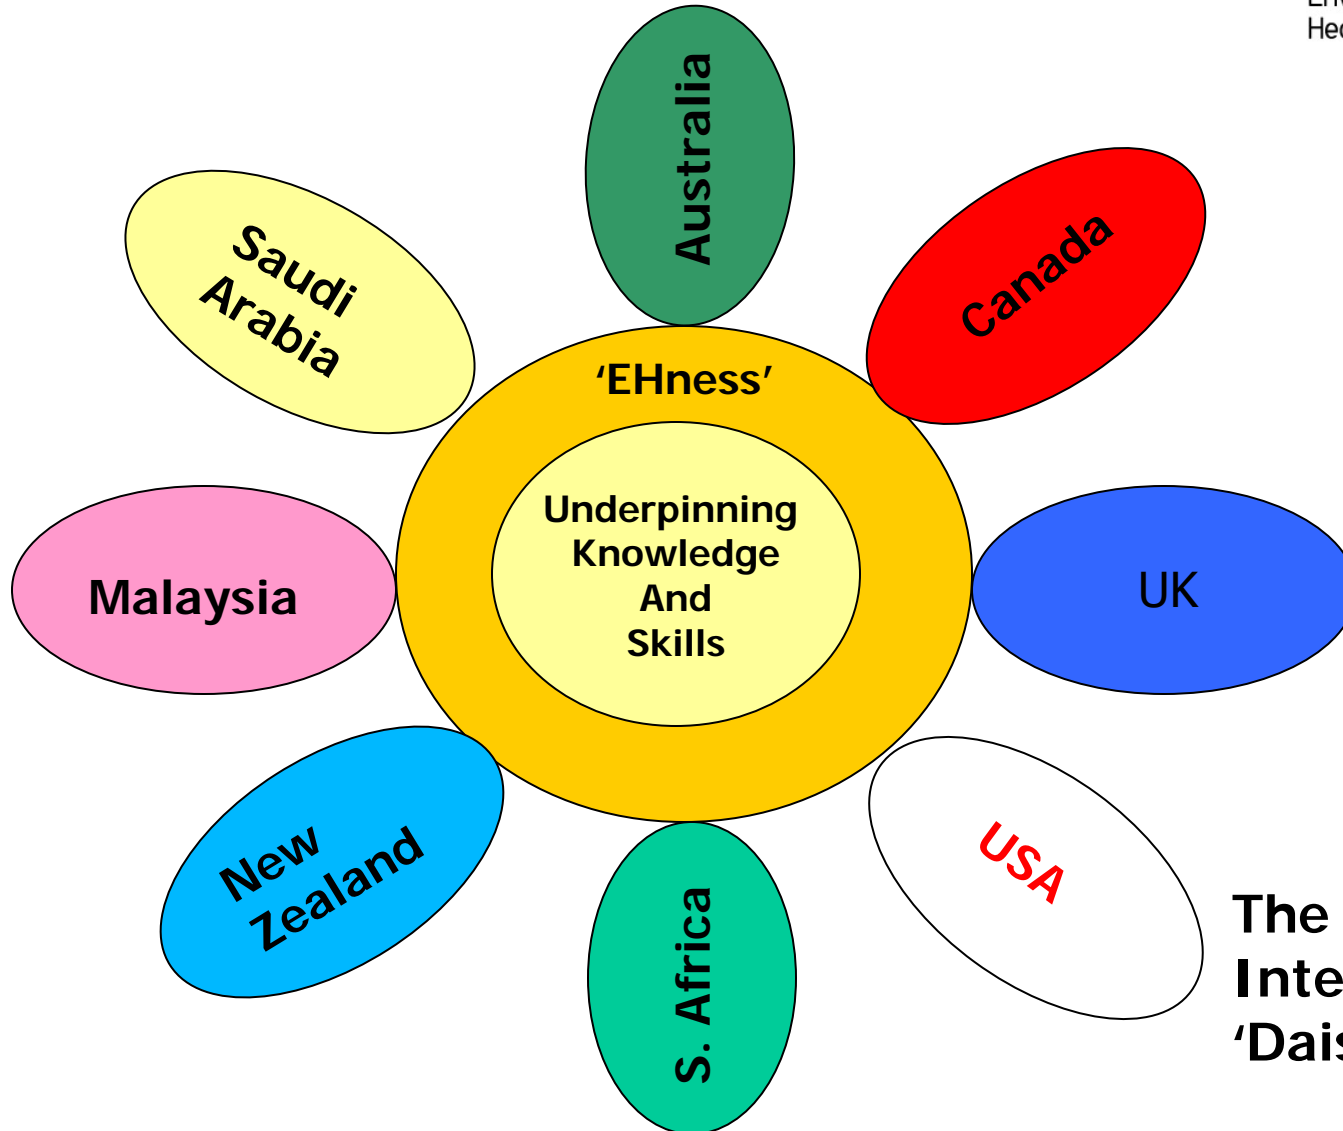 Australia
Canada
Saudi
Arabia
‘EHness’
Underpinning
Knowledge
And
Skills
Malaysia
UK
New
Zealand
USA
S. Africa
The